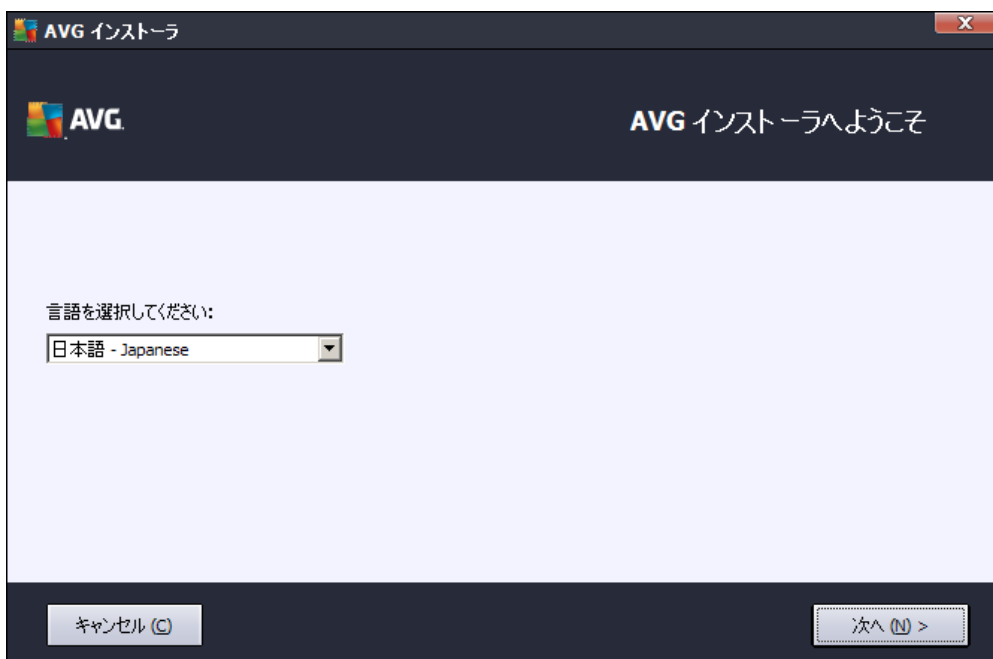 AVG インストーラ
X
AVG.
AVG インストーラへようこそ
言語を選択してください:
日本語 - Japanese
キャンセル (C)
次へ (N) >